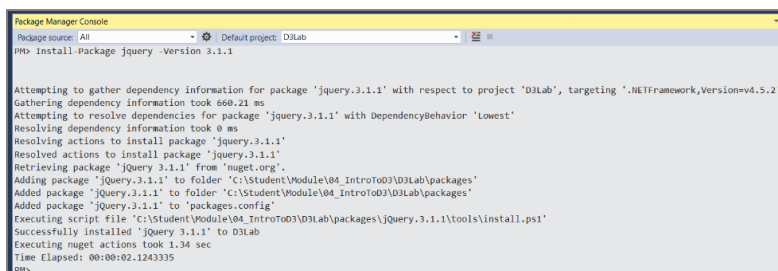 Package Manager Console
Package source: All Default project: D3Lab
PM> Install-Package jquery -Version 3.1.1
Attempting to gather dependency information for package 'jquery.3.1.1' with respect to project 'D3Lab', targeting '.NETFramework,Version=v4.5.2
Gathering dependency information took 660.21 ms
Attempting to resolve dependencies for package 'jquery.3.1.1' with DependencyBehavior 'Lowest'
Resolving dependency information took 0 ms
Resolving actions to install package 'jquery.3.1.1'
Resolved actions to install package 'jquery.3.1.1'
Retrieving package 'jQuery 3.1.1' from 'nuget.org'.
Adding package 'jQuery.3.1.1' to folder 'C:\Student\Module\04_IntroToD3\D3Lab\packages'
Added package 'jQuery.3.1.1' to folder 'C:\Student\Module\04_IntroToD3\D3Lab\packages'
Added package 'jQuery.3.1.1' to 'packages.config'
Executing script file 'C:\Student\Module\04_IntroToD3\D3Lab\packages\jQuery.3.1.1\tools\install.ps1'
Successfully installed 'jQuery 3.1.1' to D3Lab
Executing nuget actions took 1.34 sec
Time Elapsed: 00:00:02.1243335
PM>